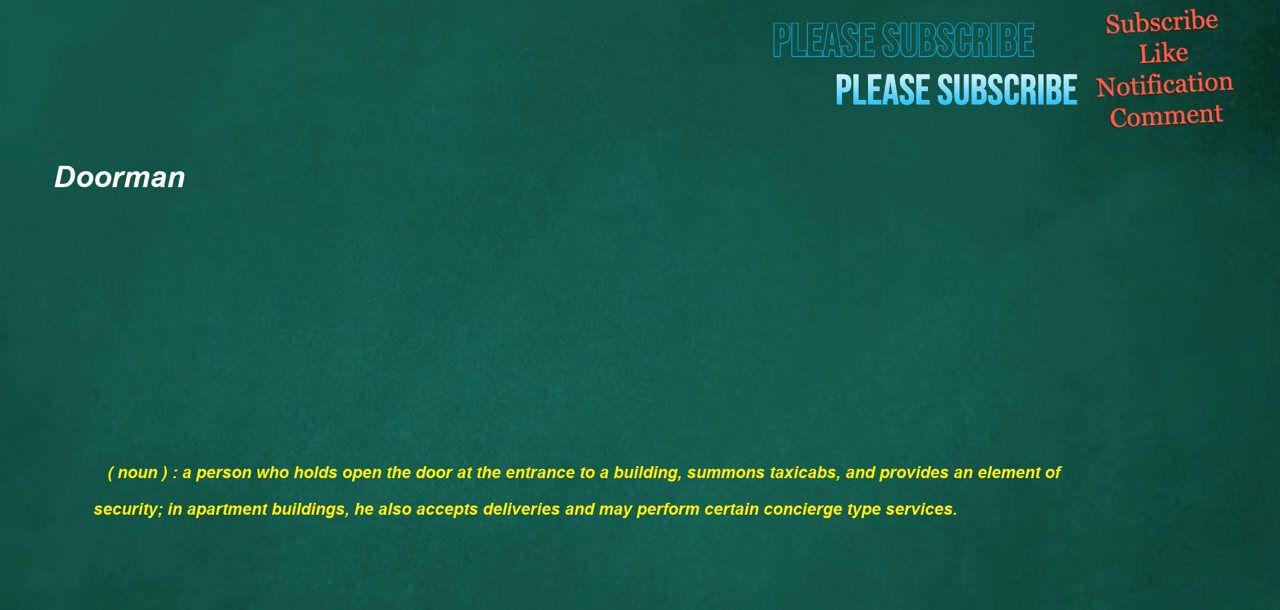 PLEASE SUBSCRIBE
PLEASE SUBSCRIBE
Subscribe
Like
Notification
Comment
Doorman
( noun ) : a person who holds open the door at the entrance to a building, summons taxicabs, and provides an element of
security; in apartment buildings, he also accepts deliveries and may perform certain concierge type services.